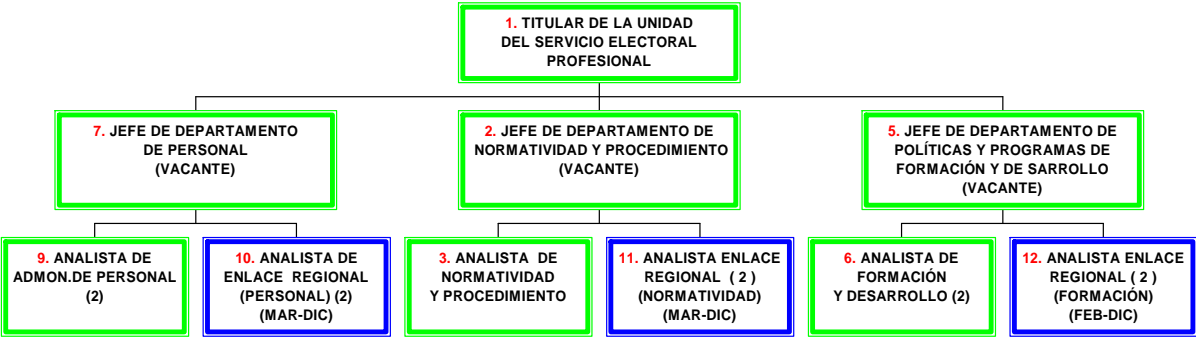 1. TITULAR DE LA UNIDAD
DEL SERVICIO ELECTORAL
PROFESIONAL
7. JEFE DE DEPARTAMENTO
DE PERSONAL
(VACANTE)
2. JEFE DE DEPARTAMENTO DE
NORMATIVIDAD Y PROCEDIMIENTO
(VACANTE)
5. JEFE DE DEPARTAMENTO DE
POLÍTICAS Y PROGRAMAS DE
FORMACIÓN Y DE SARROLLO
(VACANTE)
9. ANALISTA DE
ADMON.DE PERSONAL
(2)
10. ANALISTA DE
ENLACE REGIONAL
(PERSONAL) (2)
(MAR-DIC)
3. ANALISTA DE
NORMATIVIDAD
Y PROCEDIMIENTO
11. ANALISTA ENLACE
REGIONAL ( 2 )
(NORMATIVIDAD)
(MAR-DIC)
6. ANALISTA DE
FORMACIÓN
Y DESARROLLO (2)
12. ANALISTA ENLACE
REGIONAL ( 2 )
(FORMACIÓN)
(FEB-DIC)